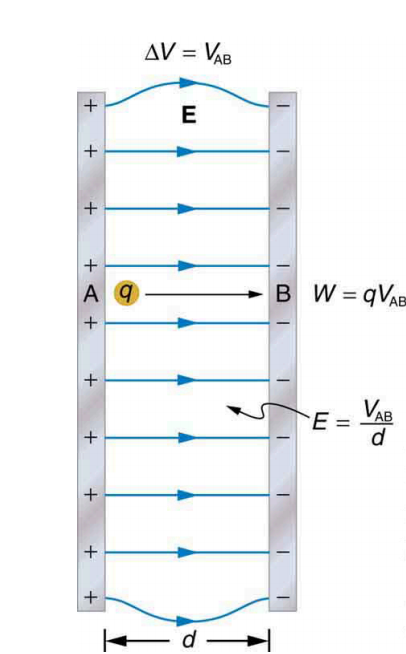 ΔV = V_AB
E
+ −
+ −
+ −
+ −
A q B W = qV_AB
+ −
+ −
E = V_AB/d
+ −
+ −
+ −
+ −
d